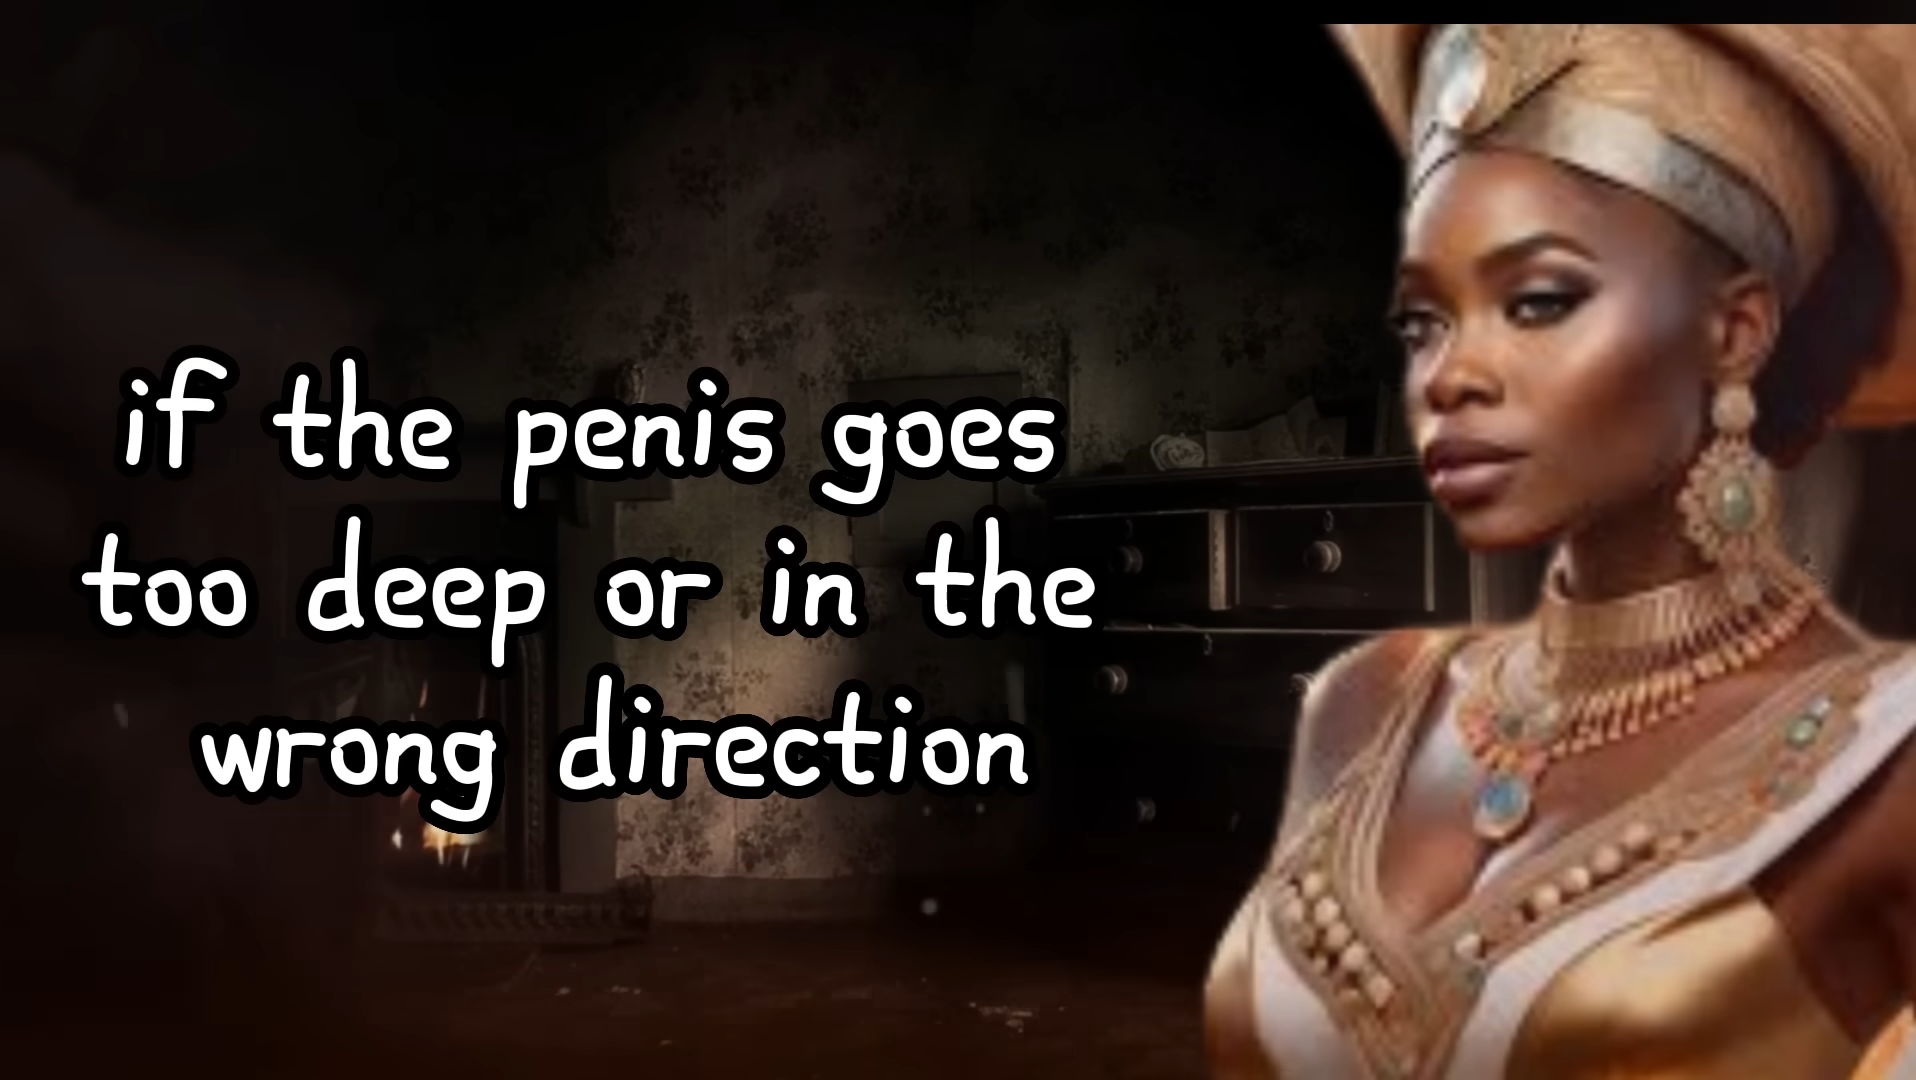 if the penis goes
too deep or in the
wrong direction